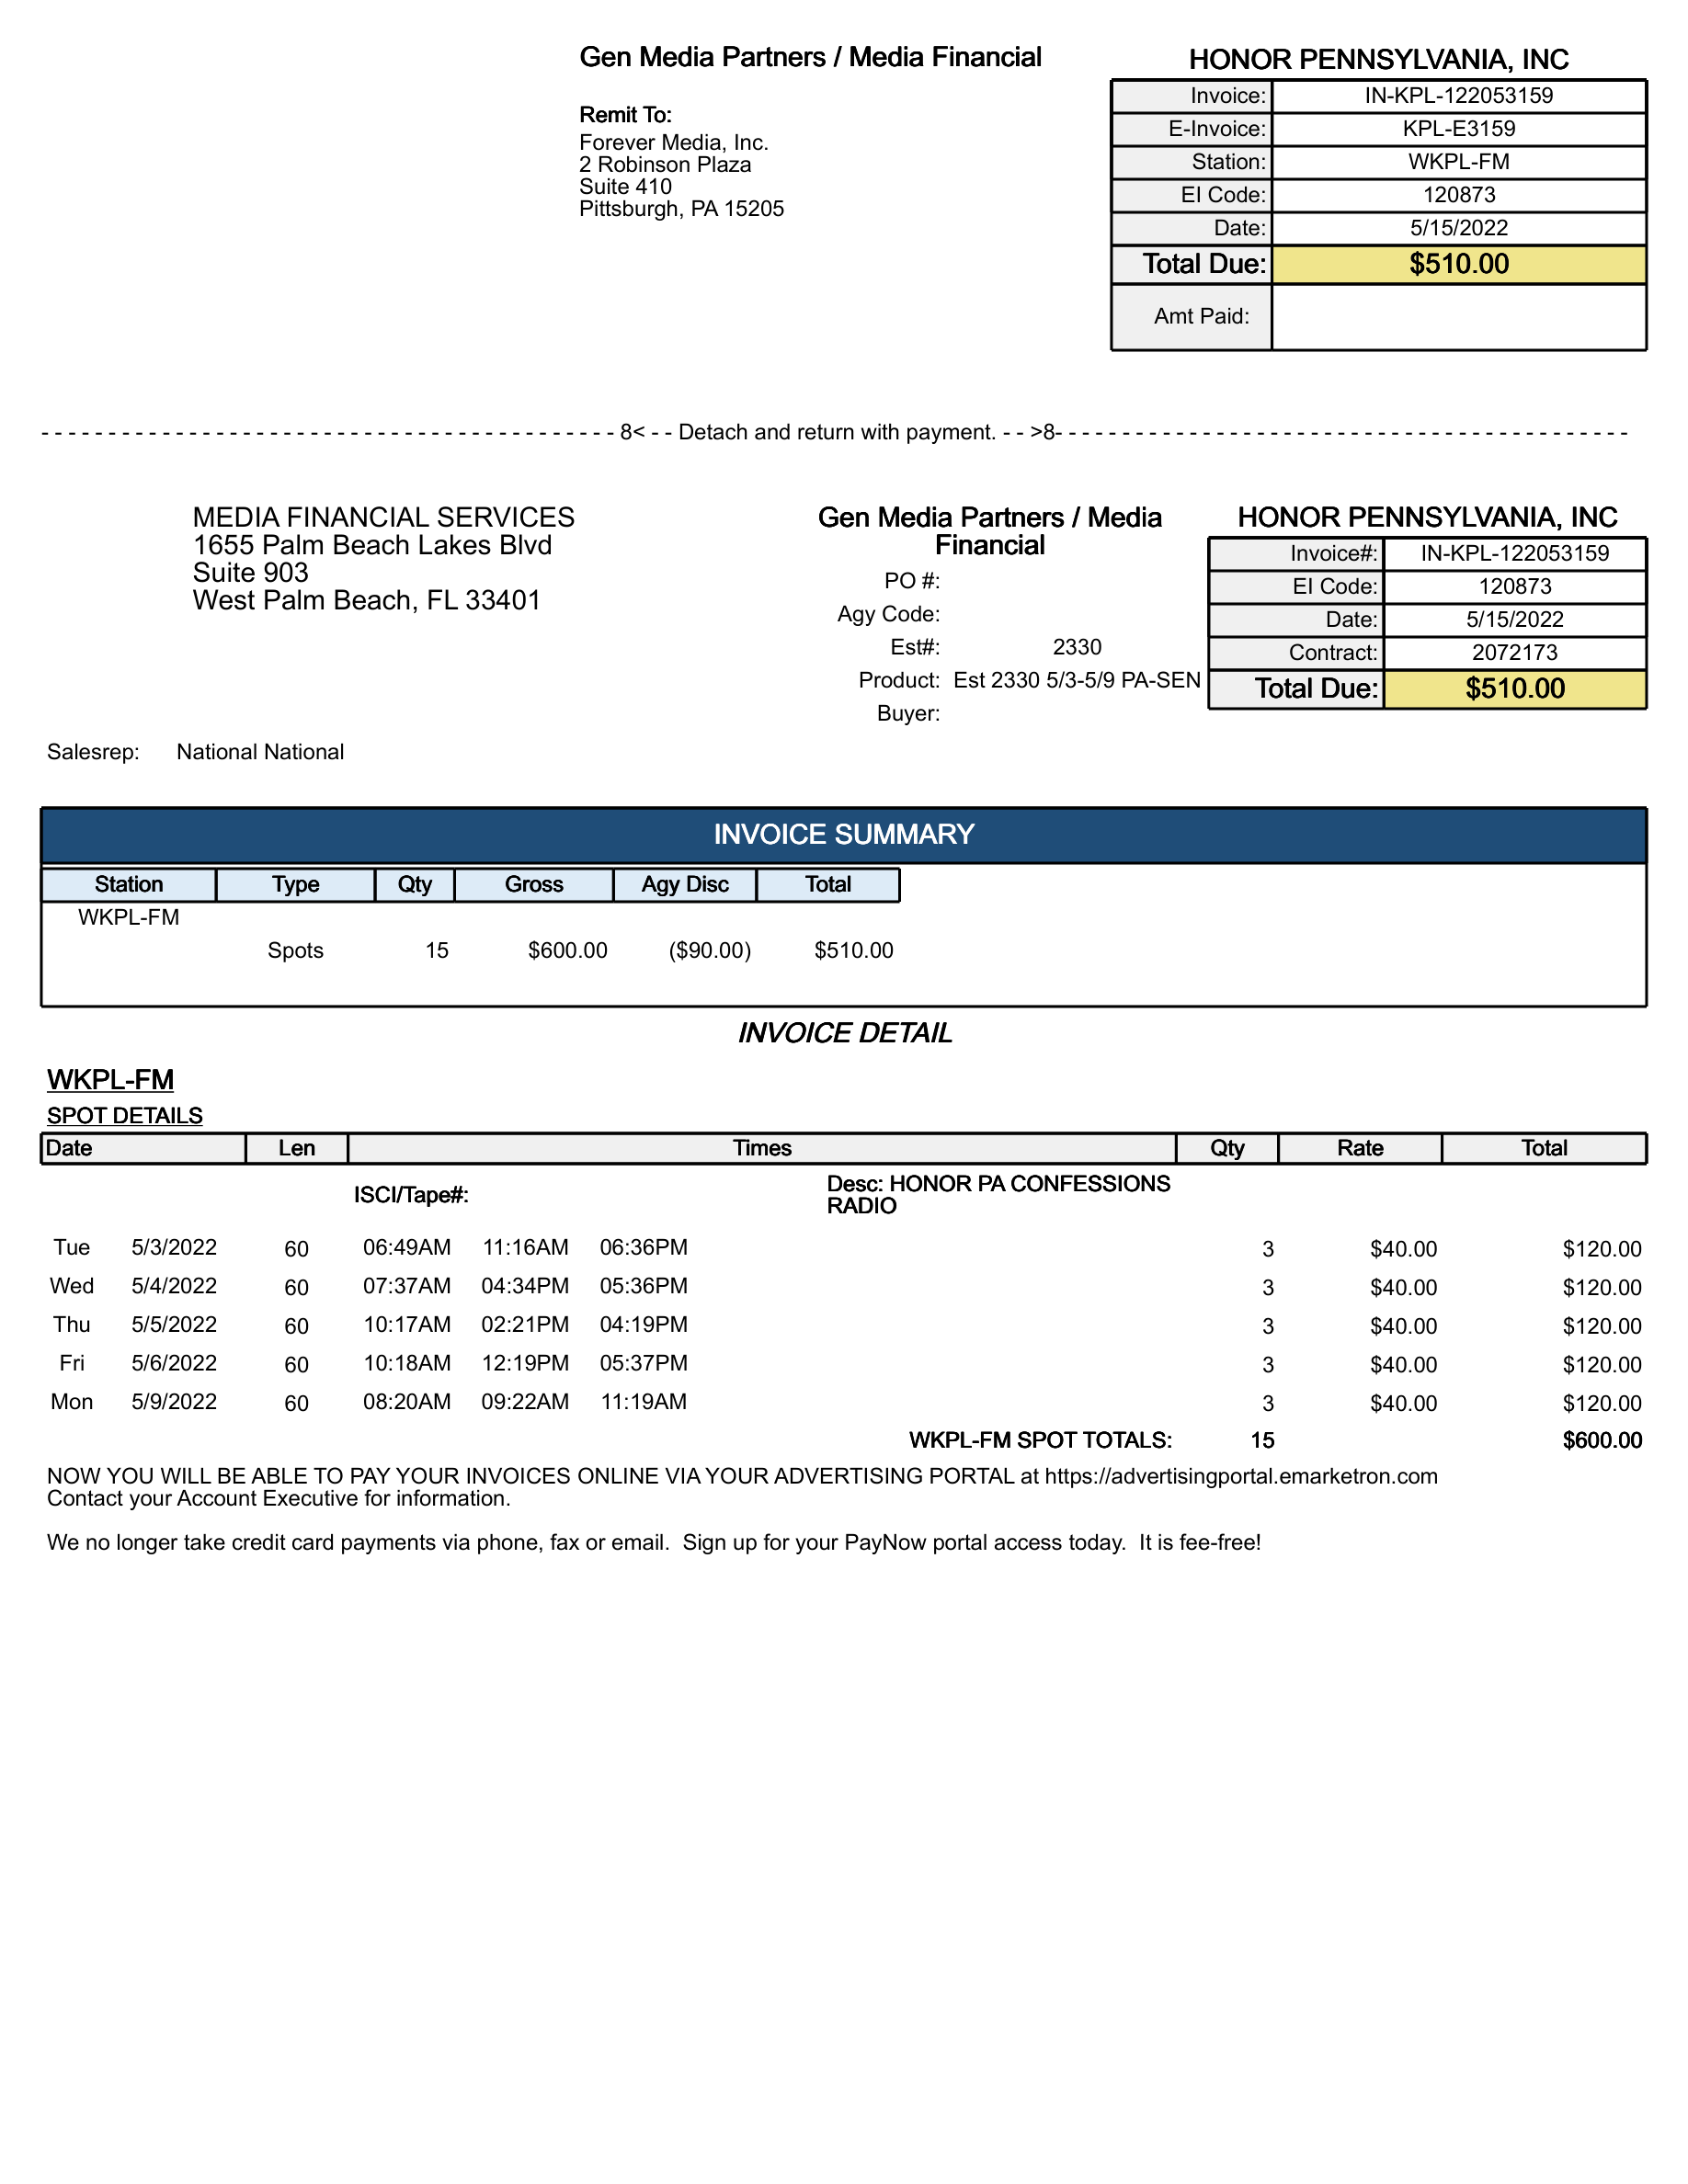 Gen Media Partners / Media Financial
Remit To:
Forever Media, Inc.
2 Robinson Plaza
Suite 410
Pittsburgh, PA 15205
HONOR PENNSYLVANIA, INC
Invoice: IN-KPL-122053159
E-Invoice: KPL-E3159
Station: WKPL-FM
EI Code: 120873
Date: 5/15/2022
Total Due: $510.00
Amt Paid:
- - - - - - - - - - - - - - - - - - - - - - - - - - - - - - - - - - - - - - - - - - - 8< - - Detach and return with payment. - - >8- - - - - - - - - - - - - - - - - - - - - - - - - - - - - - - - - - - - - - - - - - -
MEDIA FINANCIAL SERVICES
1655 Palm Beach Lakes Blvd
Suite 903
West Palm Beach, FL 33401
Gen Media Partners / Media
Financial
PO #:
Agy Code:
Est#: 2330
Product: Est 2330 5/3-5/9 PA-SEN
Buyer:
HONOR PENNSYLVANIA, INC
Invoice#: IN-KPL-122053159
EI Code: 120873
Date: 5/15/2022
Contract: 2072173
Total Due: $510.00
Salesrep: National National
INVOICE SUMMARY
Station Type Qty Gross Agy Disc Total
WKPL-FM
Spots 15 $600.00 ($90.00) $510.00
INVOICE DETAIL
WKPL-FM
SPOT DETAILS
Date Len Times Qty Rate Total
ISCI/Tape#: Desc: HONOR PA CONFESSIONS
RADIO
Tue 5/3/2022 60 06:49AM 11:16AM 06:36PM 3 $40.00 $120.00
Wed 5/4/2022 60 07:37AM 04:34PM 05:36PM 3 $40.00 $120.00
Thu 5/5/2022 60 10:17AM 02:21PM 04:19PM 3 $40.00 $120.00
Fri 5/6/2022 60 10:18AM 12:19PM 05:37PM 3 $40.00 $120.00
Mon 5/9/2022 60 08:20AM 09:22AM 11:19AM 3 $40.00 $120.00
WKPL-FM SPOT TOTALS: 15 $600.00
NOW YOU WILL BE ABLE TO PAY YOUR INVOICES ONLINE VIA YOUR ADVERTISING PORTAL at https://advertisingportal.emarketron.com
Contact your Account Executive for information.
We no longer take credit card payments via phone, fax or email.  Sign up for your PayNow portal access today.  It is fee-free!